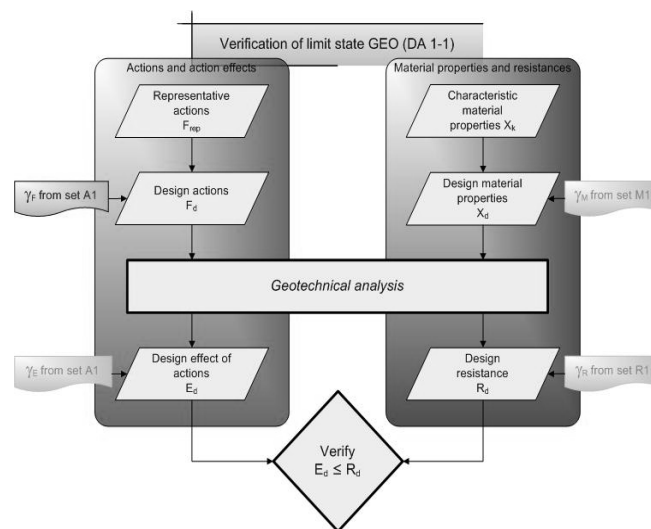 Verification of limit state GEO (DA 1-1)
Actions and action effects
Material properties and resistances
Representative
actions
F_rep
Characteristic
material
properties X_k
γ_F from set A1
Design actions
F_d
Design material
properties
X_d
γ_M from set M1
Geotechnical analysis
γ_E from set A1
Design effect of
actions
E_d
Design
resistance
R_d
γ_R from set R1
Verify
E_d ≤ R_d